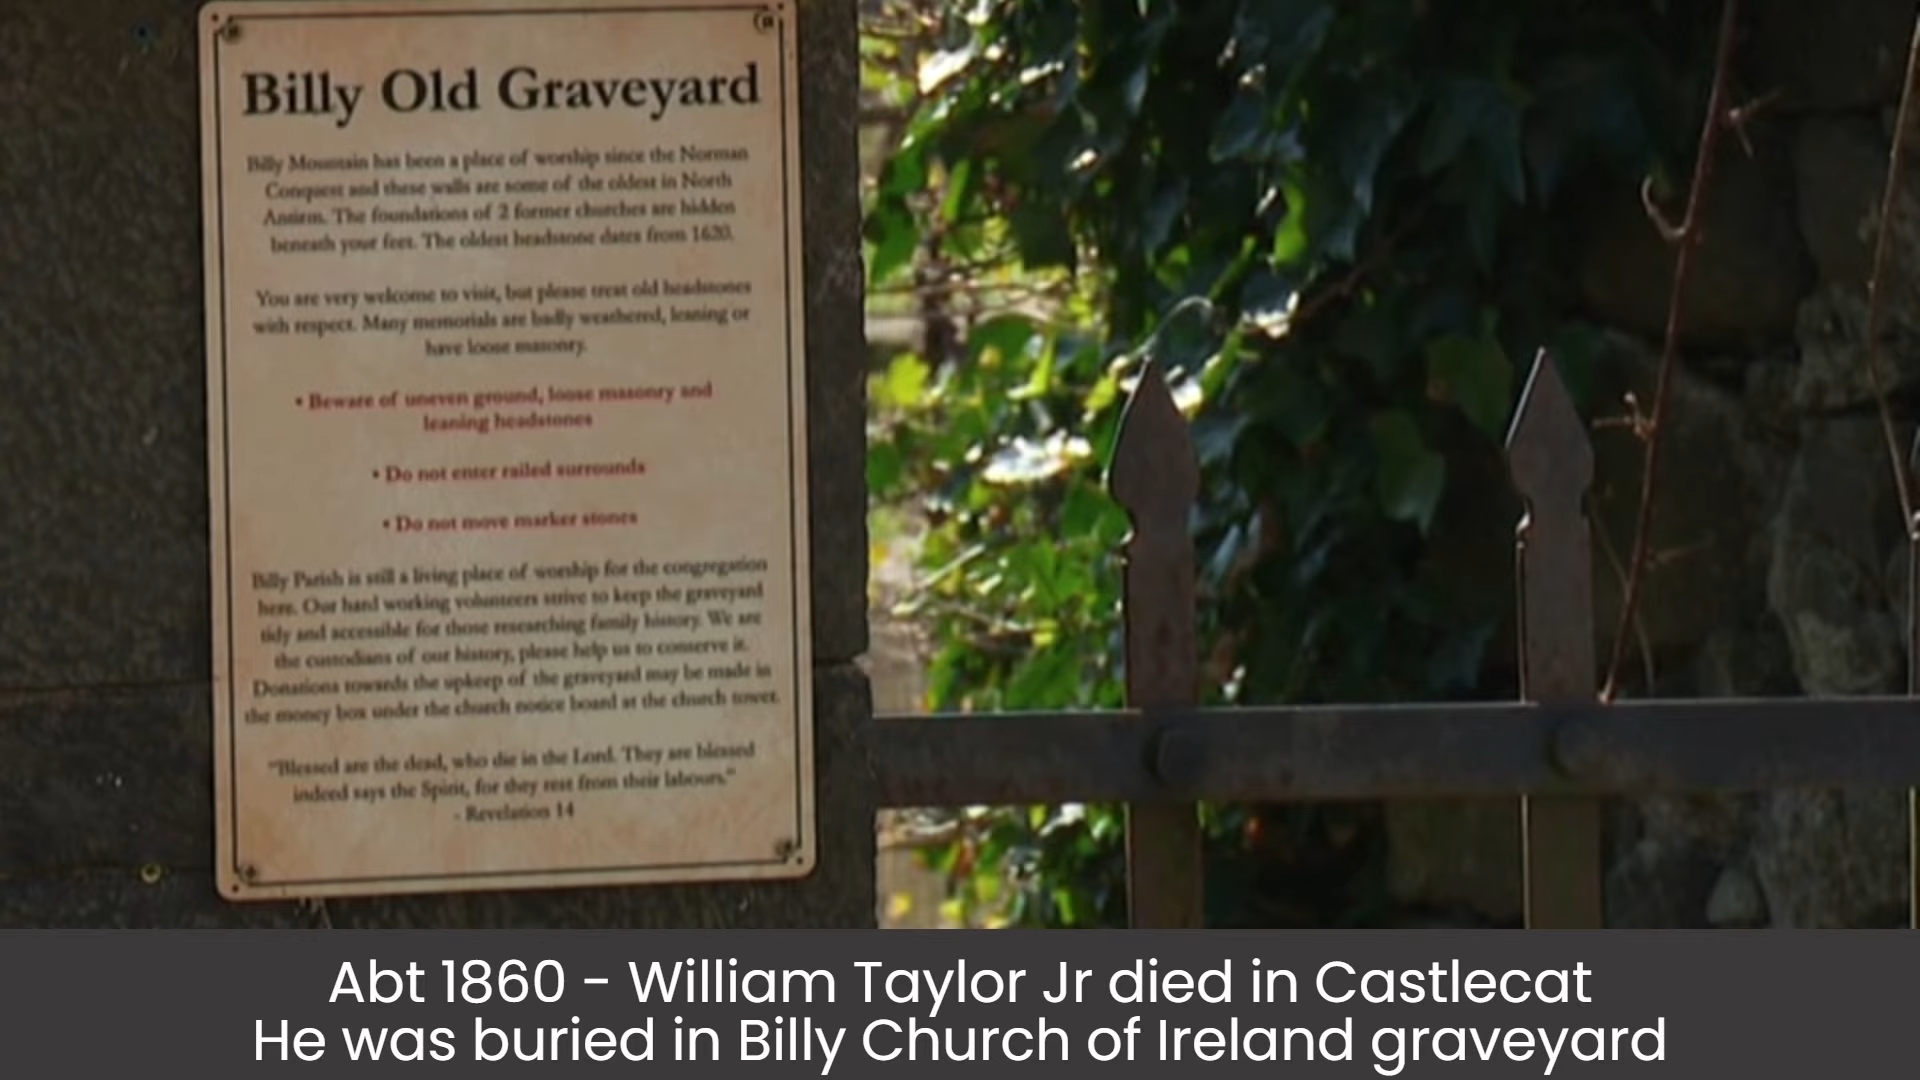 Billy Old Graveyard
Billy Mountain has been a place of worship since the Norman
Conquest and these walls are some of the oldest in North
Antrim. The foundations of 2 former churches are hidden
beneath your feet. The oldest headstone dates from 1620.
You are very welcome to visit, but please treat old headstones
with respect. Many memorials are badly weathered, leaning or
have loose masonry.
• Beware of uneven ground, loose masonry and
leaning headstones
• Do not enter railed surrounds
• Do not move marker stones
Billy Parish is still a living place of worship for the congregation
here. Our hard working volunteers strive to keep the graveyard
tidy and accessible for those researching family history. We are
the custodians of our history, please help us to conserve it.
Donations towards the upkeep of the graveyard may be made in
the money box under the church notice board at the church tower.
"Blessed are the dead, who die in the Lord. They are blessed
indeed says the Spirit, for they rest from their labours."
- Revelation 14
Abt 1860 - William Taylor Jr died in Castlecat
He was buried in Billy Church of Ireland graveyard